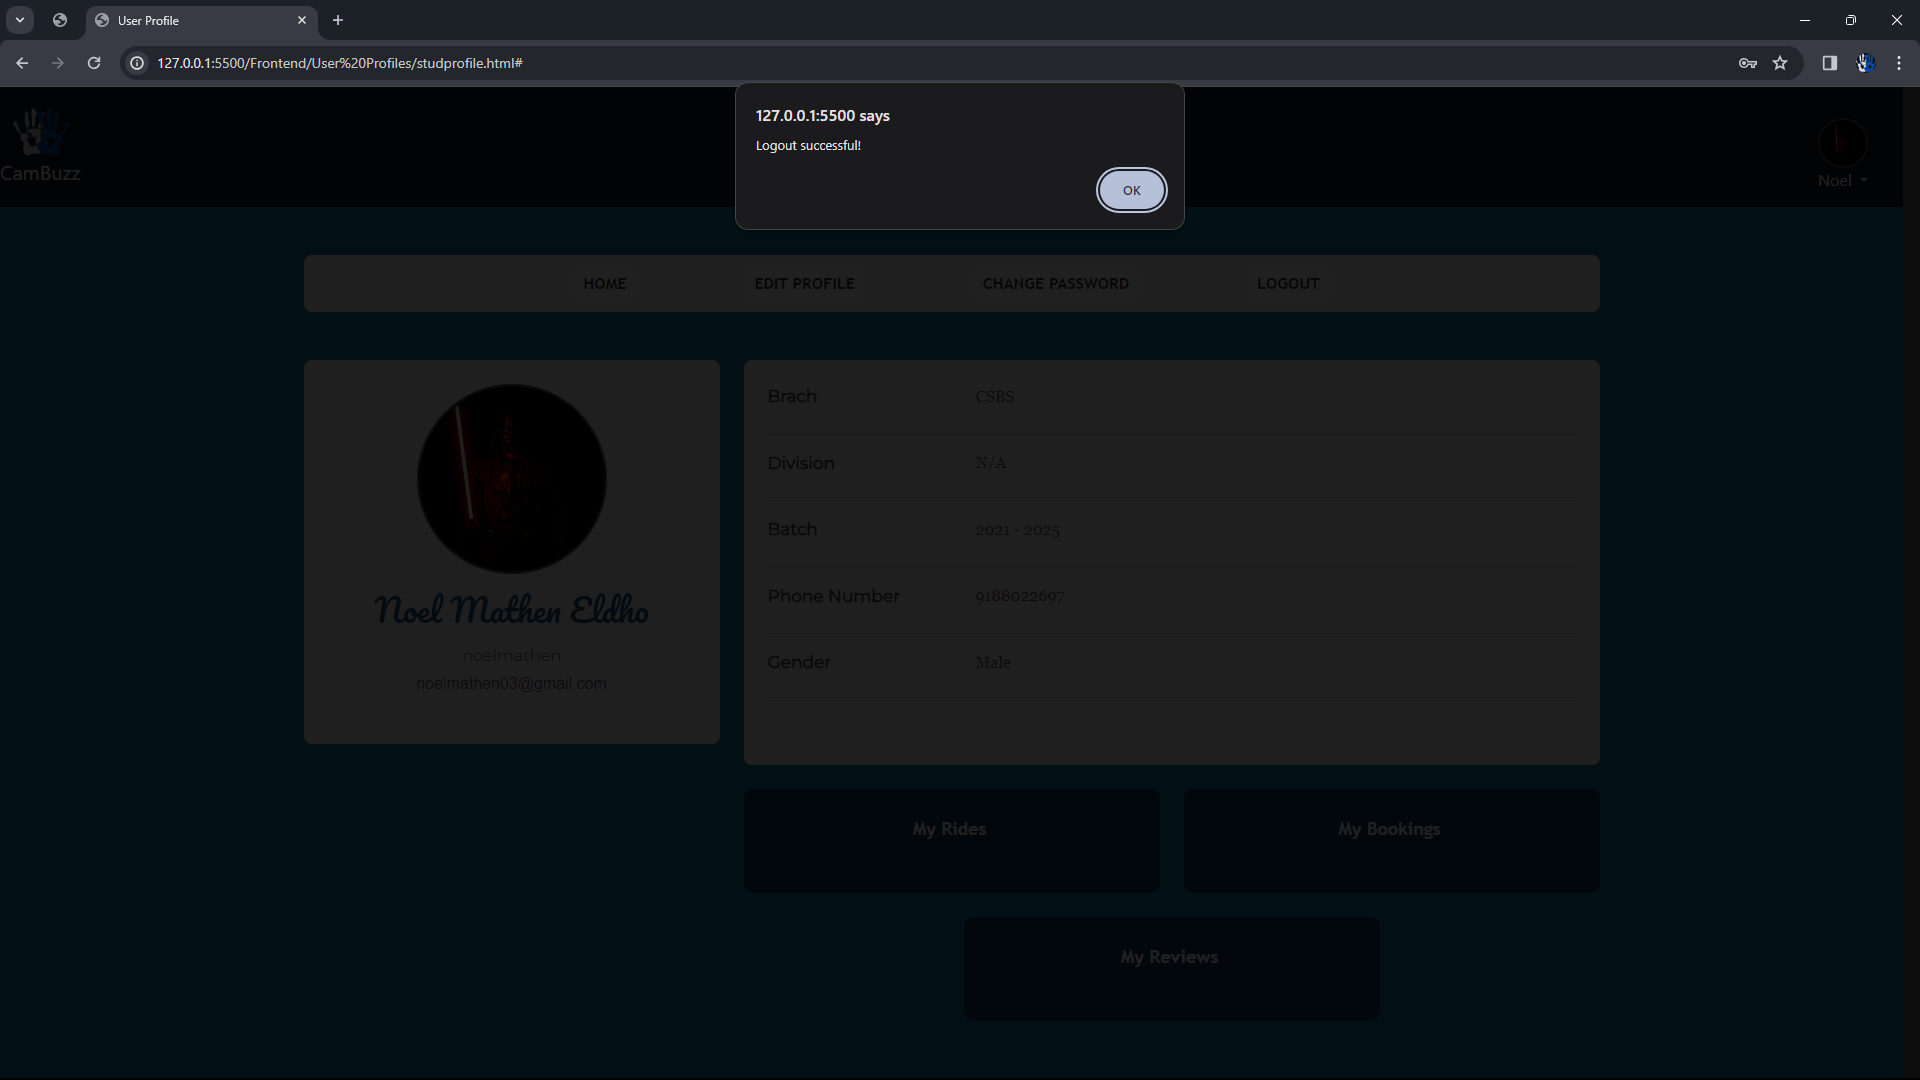 User Profile
127.0.0.1:5500/Frontend/User%20Profiles/studprofile.html#
127.0.0.1:5500 says
Logout successful!
OK
CamBuzz
Noel
HOME
EDIT PROFILE
CHANGE PASSWORD
LOGOUT
Noel Mathen Eldho
noelmathen
noelmathen03@gmail.com
Brach
CSBS
Division
N/A
Batch
2021 - 2025
Phone Number
9188022697
Gender
Male
My Rides
My Bookings
My Reviews